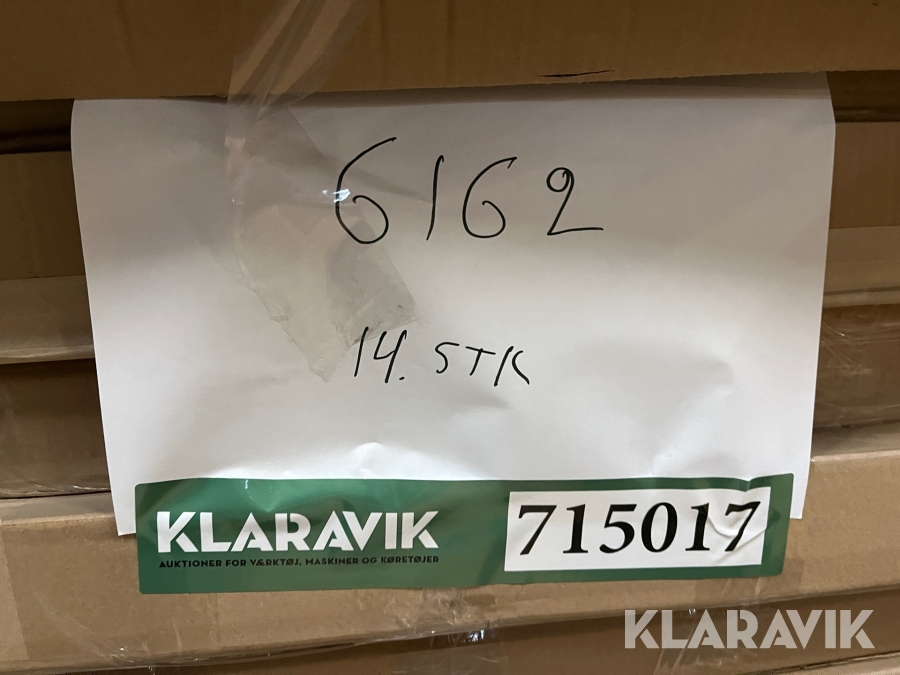 6162
14. STK
KLARAVIK
AUKTIONER FOR VÆRKTØJ, MASKINER OG KØRETØJER
715017
KLARAVIK